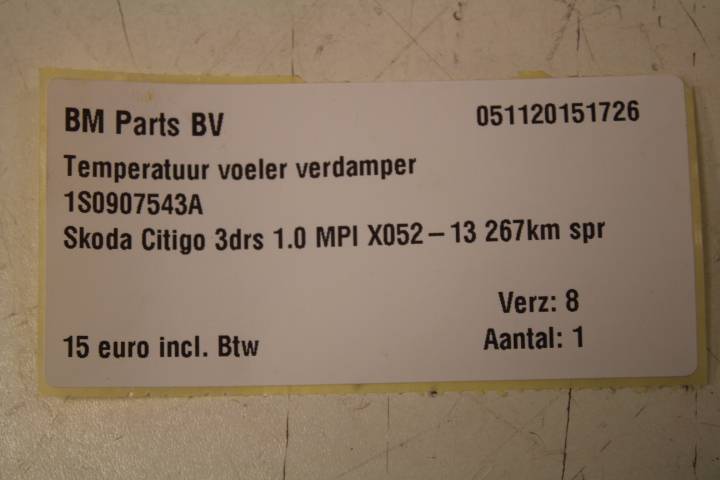 BM Parts BV 051120151726
Temperatuur voeler verdamper
1S0907543A
Skoda Citigo 3drs 1.0 MPI X052-13 267km spr
Verz: 8
15 euro incl. Btw Aantal: 1